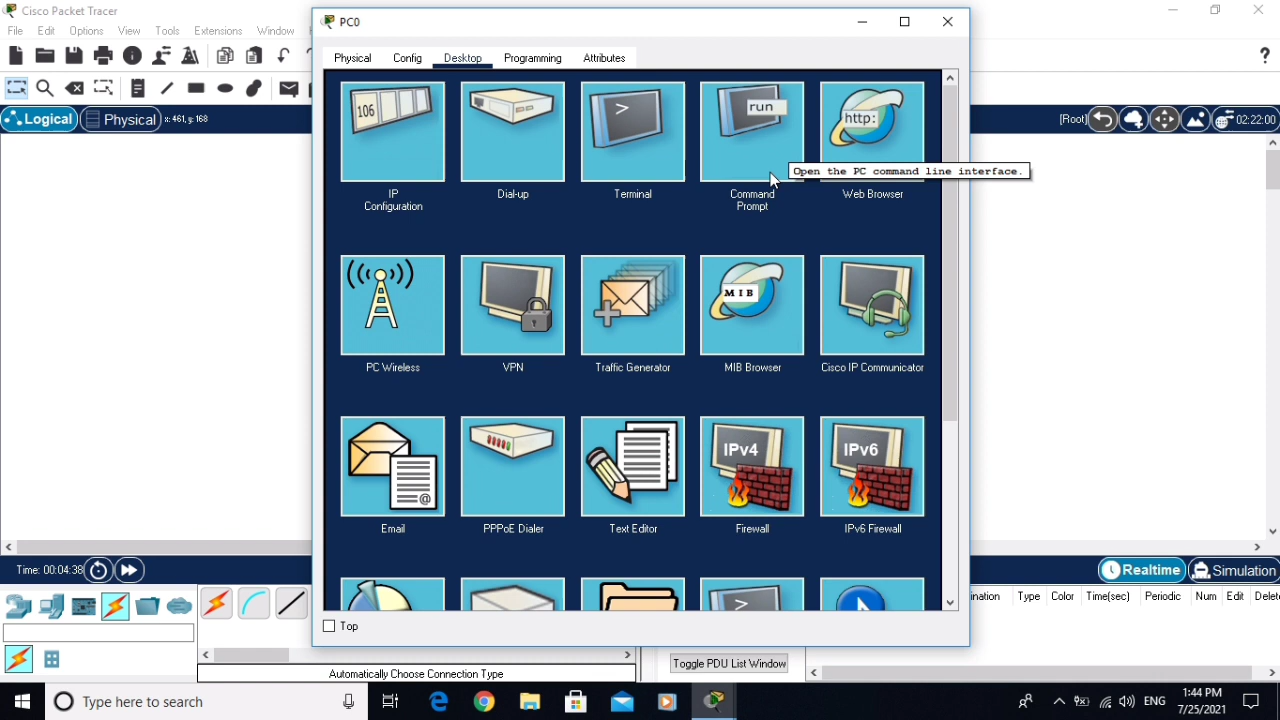 Cisco Packet Tracer
File Edit Options View Tools Extensions Window
PC0
Physical Config Desktop Programming Attributes
?
Logical Physical x: 461, y: 168
[Root] 02:22:00
106
>
run
http:
Open the PC command line interface.
IP Configuration
Dial-up
Terminal
Command Prompt
Web Browser
MIB
PC Wireless
VPN
Traffic Generator
MIB Browser
Cisco IP Communicator
@
IPv4
IPv6
Email
PPPoE Dialer
Text Editor
Firewall
IPv6 Firewall
>
Top
Time: 00:04:38
Realtime Simulation
ination Type Color Time(sec) Periodic Num Edit Delete
Automatically Choose Connection Type
Toggle PDU List Window
Type here to search
ENG
1:44 PM
7/25/2021